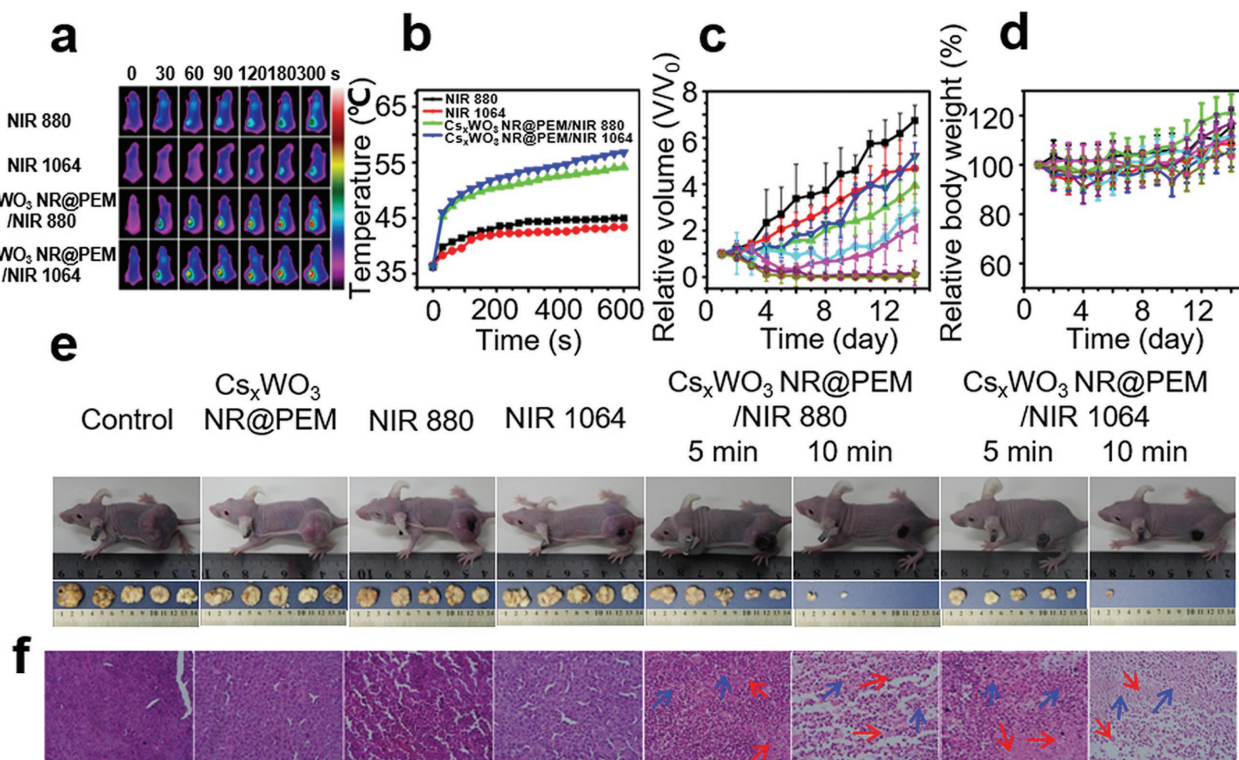 a
b
c
d
0 30 60 90 120 180 300 s
NIR 880
NIR 1064
WO3 NR@PEM
/NIR 880
WO3 NR@PEM
/NIR 1064
Temperature (℃)
65
55
45
35
NIR 880
NIR 1064
CsxWO3 NR@PEM/NIR 880
CsxWO3 NR@PEM/NIR 1064
0 200 400 600
Time (s)
Relative volume (V/V0)
8
6
4
2
0
0 4 8 12
Time (day)
Relative body weight (%)
120
100
80
60
0 4 8 12
Time (day)
e
Control
CsxWO3
NR@PEM
NIR 880
NIR 1064
CsxWO3 NR@PEM
/NIR 880
5 min 10 min
CsxWO3 NR@PEM
/NIR 1064
5 min 10 min
f